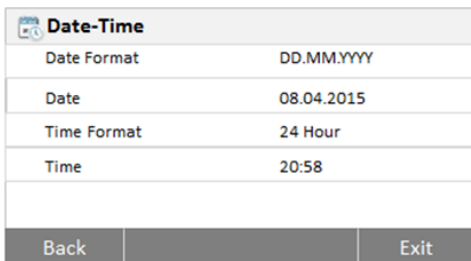 Date-Time
Date Format DD.MM.YYYY
Date 08.04.2015
Time Format 24 Hour
Time 20:58
Back Exit